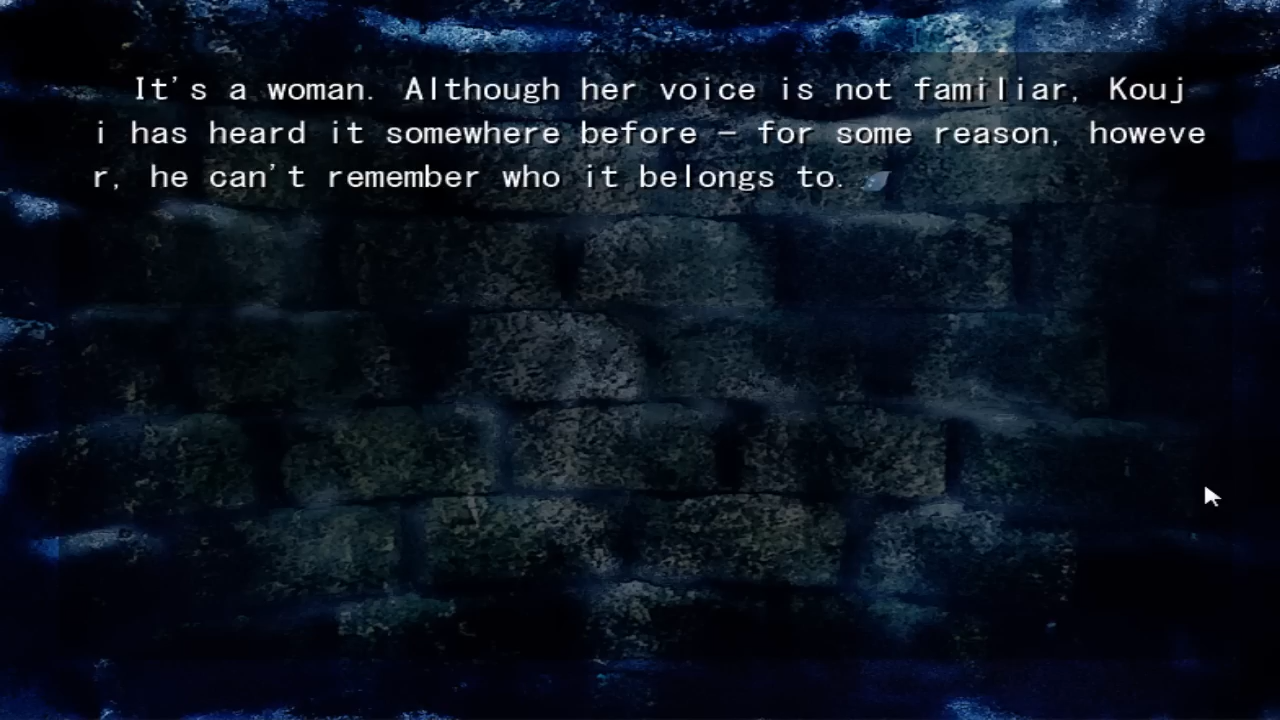 It's a woman. Although her voice is not familiar, Kouj
i has heard it somewhere before – for some reason, howeve
r, he can't remember who it belongs to.